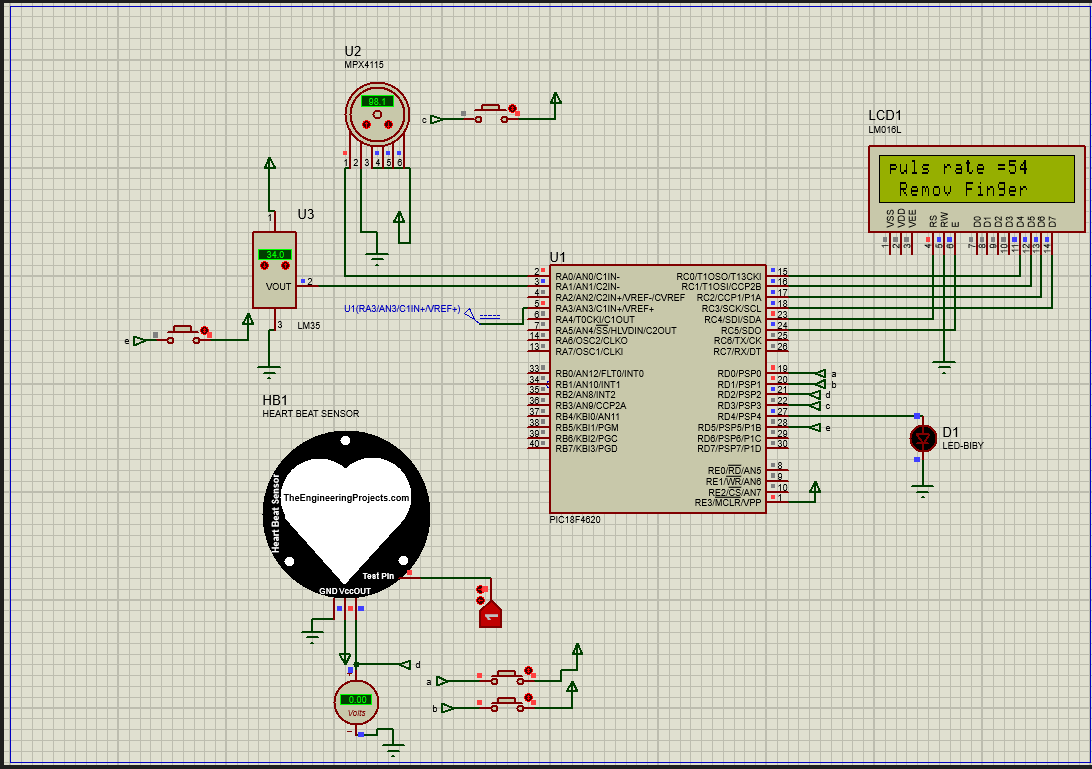 U2
MPX4115
98.1
1 2 3 4 5 6
c
LCD1
LM016L
puls rate =54
Remov Finger
VSS VDD VEE RS RW E D0 D1 D2 D3 D4 D5 D6 D7
1 2 3 4 5 6 7 8 9 10 11 12 13 14
U3
1
34.0
VOUT
2
3
LM35
e
U1(RA3/AN3/C1IN+/VREF+)
U1
2 RA0/AN0/C1IN- RC0/T1OSO/T13CKI 15
3 RA1/AN1/C2IN- RC1/T1OSI/CCP2B 16
4 RA2/AN2/C2IN+/VREF-/CVREF RC2/CCP1/P1A 17
5 RA3/AN3/C1IN+/VREF+ RC3/SCK/SCL 18
6 RA4/T0CKI/C1OUT RC4/SDI/SDA 23
7 RA5/AN4/SS/HLVDIN/C2OUT RC5/SDO 24
14 RA6/OSC2/CLKO RC6/TX/CK 25
13 RA7/OSC1/CLKI RC7/RX/DT 26
33 RB0/AN12/FLT0/INT0 RD0/PSP0 19 a
34 RB1/AN10/INT1 RD1/PSP1 20 b
35 RB2/AN8/INT2 RD2/PSP2 21 d
36 RB3/AN9/CCP2A RD3/PSP3 22 c
37 RB4/KBI0/AN11 RD4/PSP4 27
38 RB5/KBI1/PGM RD5/PSP5/P1B 28 e
39 RB6/KBI2/PGC RD6/PSP6/P1C 29
40 RB7/KBI3/PGD RD7/PSP7/P1D 30
RE0/RD/AN5 8
RE1/WR/AN6 9
RE2/CS/AN7 10
RE3/MCLR/VPP 1
PIC18F4620
D1
LED-BIBY
HB1
HEART BEAT SENSOR
Heart Beat Sensor
TheEngineeringProjects.com
Test Pin
GND VccOUT
1
d
a
b
+
0.00
Volts
-